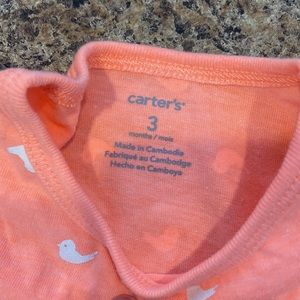 carter's
3
months / mois
Made in Cambodia
Fabriqué au Cambodge
Hecho en Camboya